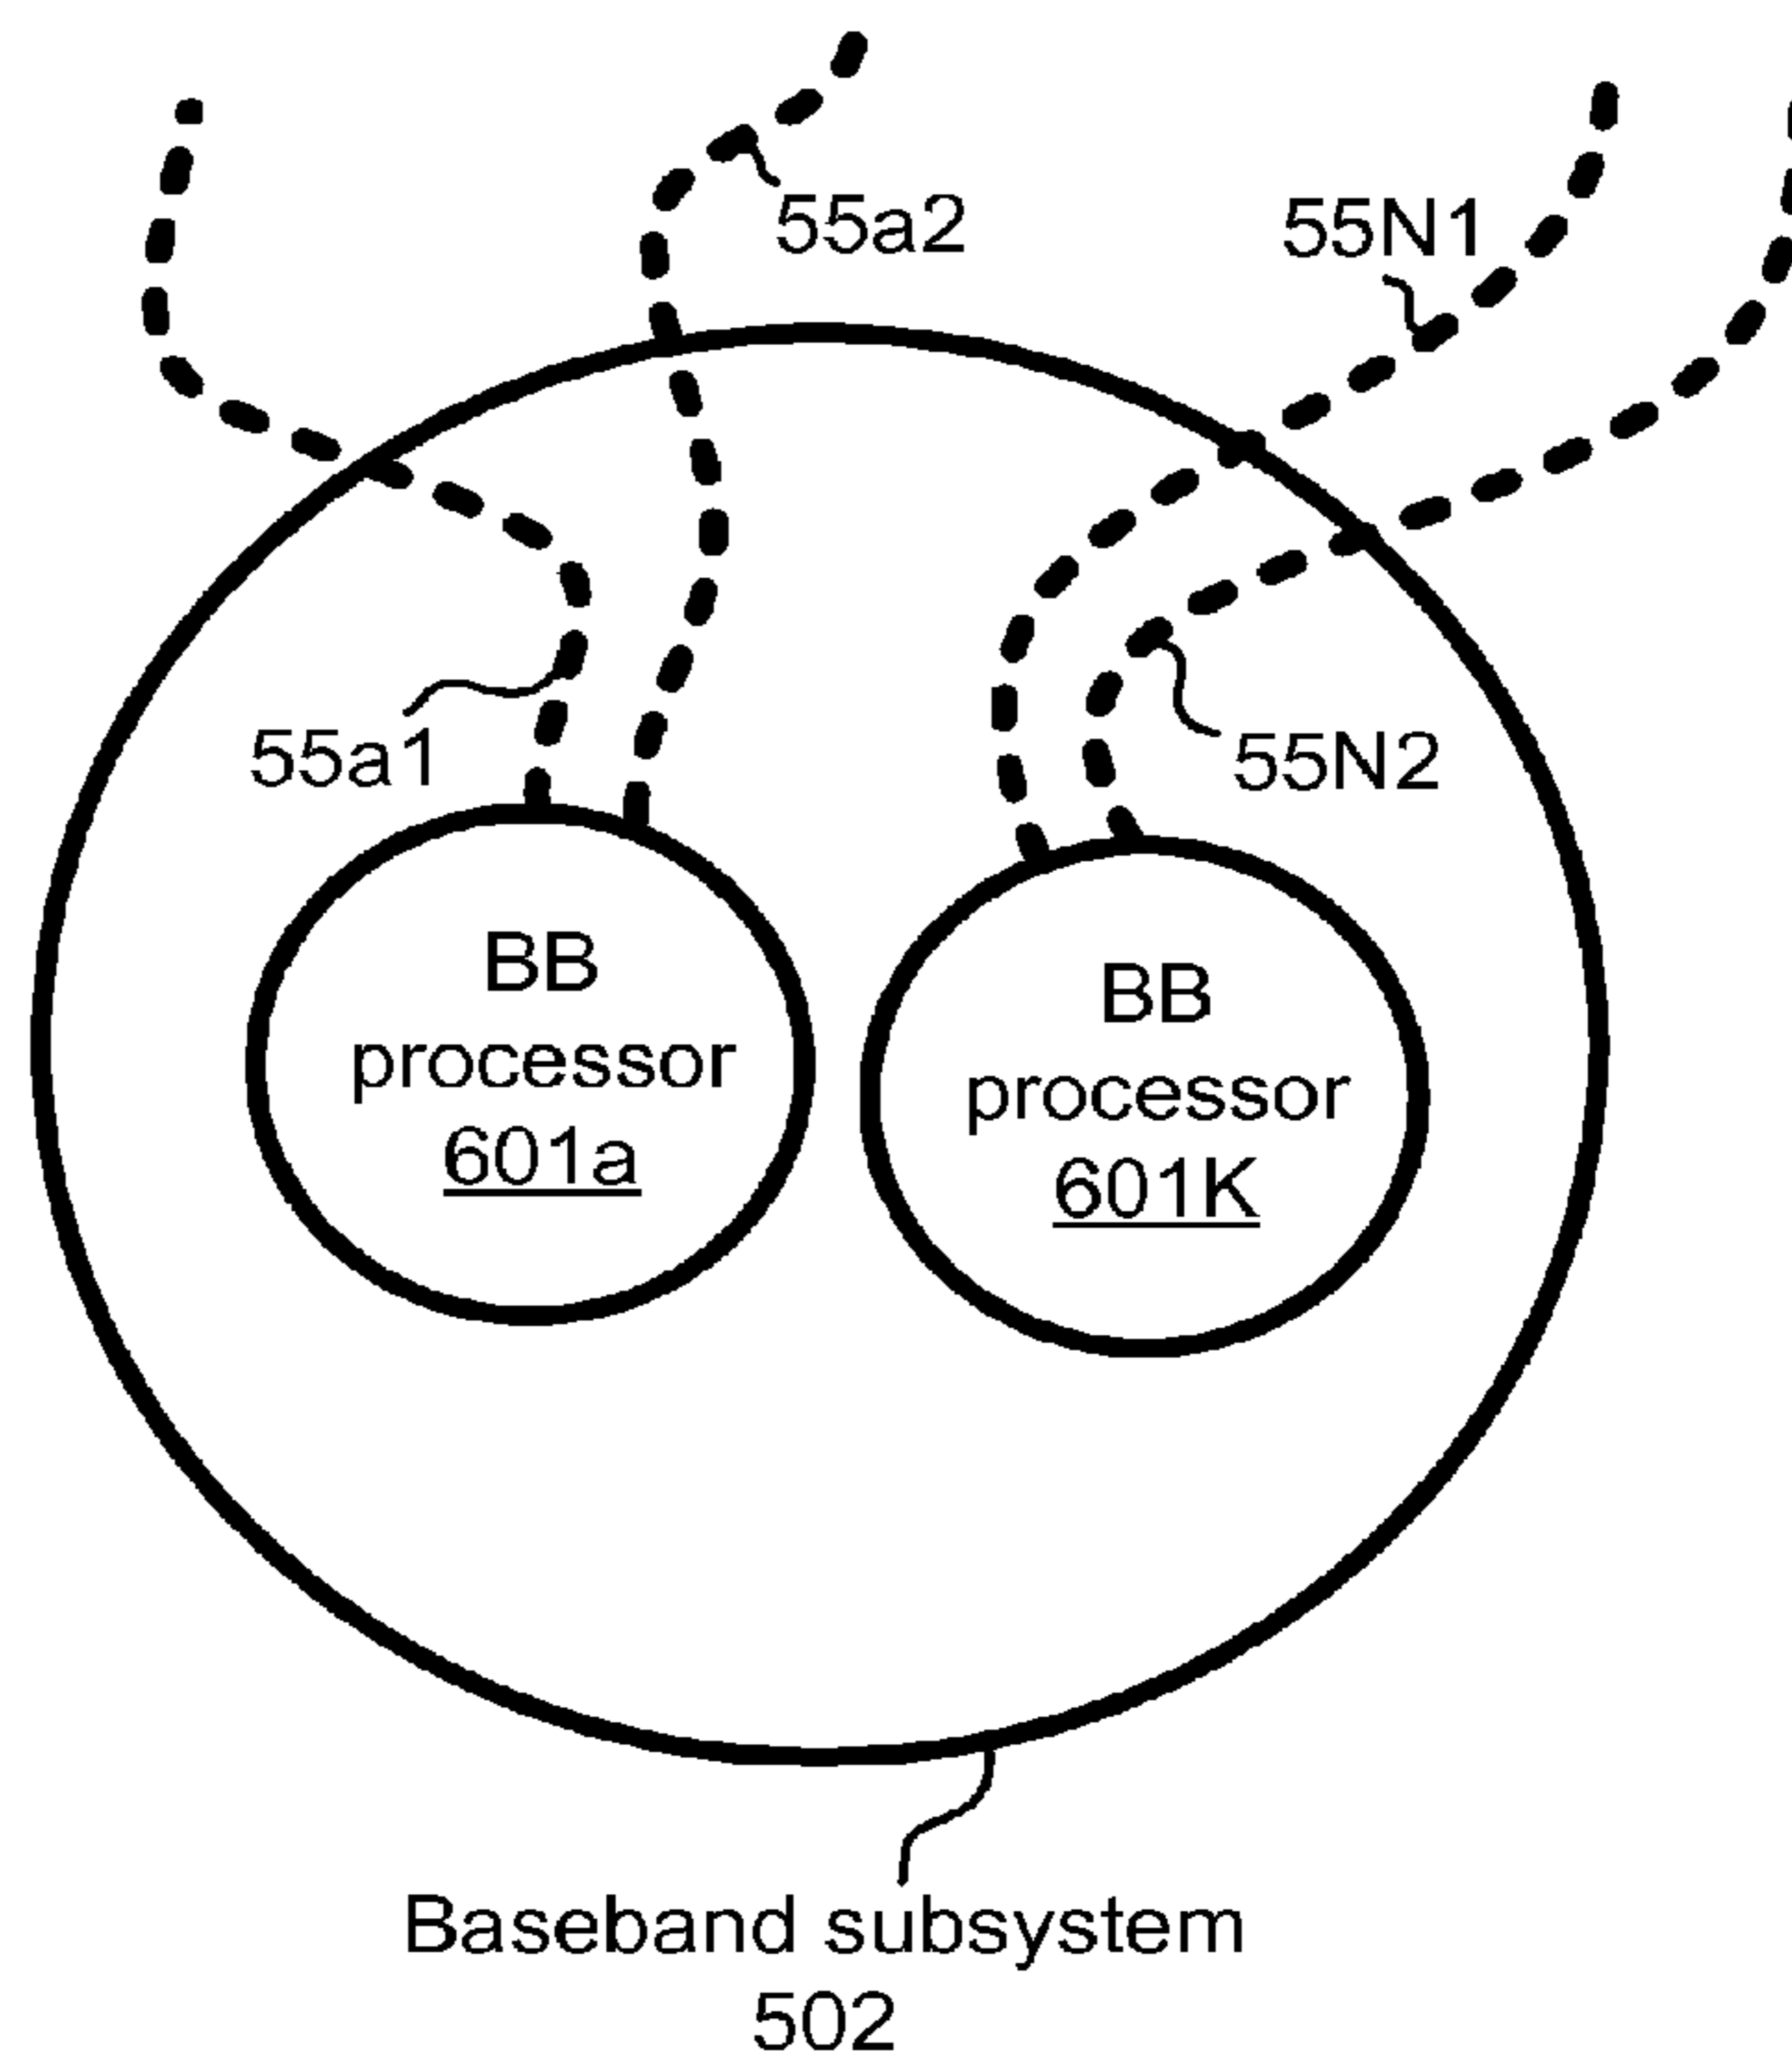 55a2
55N1
55a1
55N2
BB
processor
601a
BB
processor
601K
Baseband subsystem
502